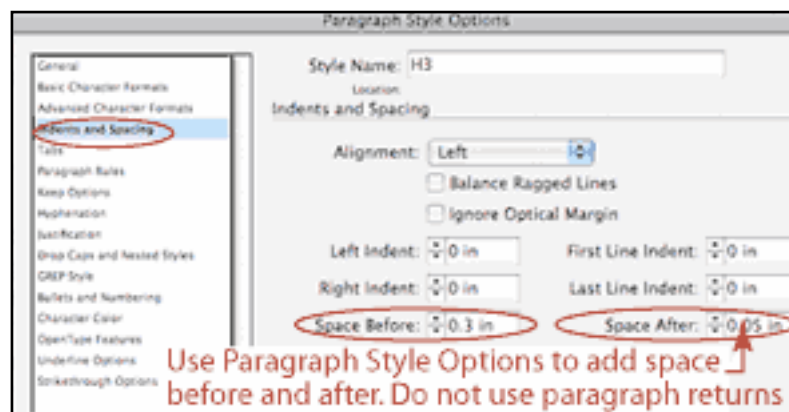 Paragraph Style Options
General
Basic Character Formats
Advanced Character Formats
Indents and Spacing
Tabs
Paragraph Rules
Keep Options
Hyphenation
Justification
Drop Caps and Nested Styles
GREP Style
Bullets and Numbering
Character Color
OpenType Features
Underline Options
Strikethrough Options
Style Name: H3
Location:
Indents and Spacing
Alignment: Left
Balance Ragged Lines
Ignore Optical Margin
Left Indent: 0 in First Line Indent: 0 in
Right Indent: 0 in Last Line Indent: 0 in
Space Before: 0.3 in Space After: 0.05 in
Use Paragraph Style Options to add space
before and after. Do not use paragraph returns